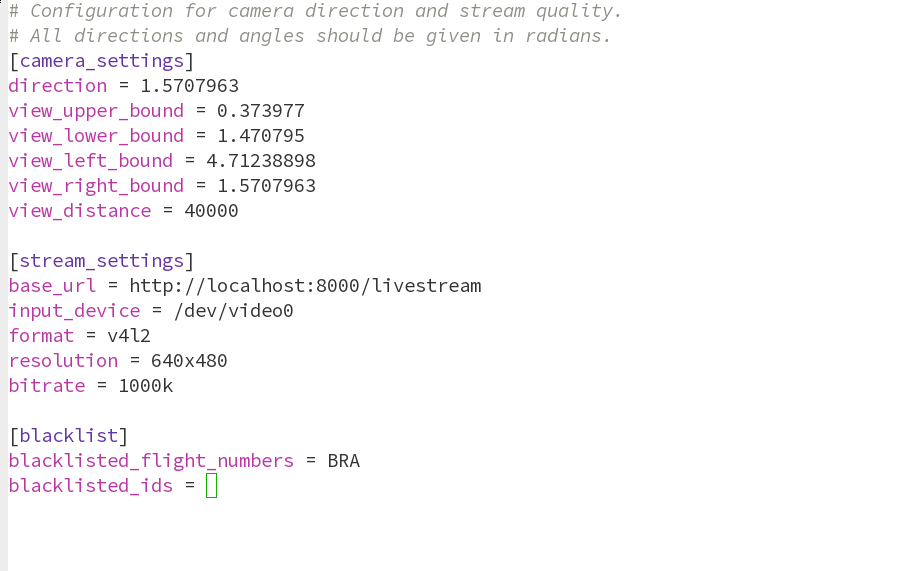 # Configuration for camera direction and stream quality.
# All directions and angles should be given in radians.
[camera_settings]
direction = 1.5707963
view_upper_bound = 0.373977
view_lower_bound = 1.470795
view_left_bound = 4.71238898
view_right_bound = 1.5707963
view_distance = 40000

[stream_settings]
base_url = http://localhost:8000/livestream
input_device = /dev/video0
format = v4l2
resolution = 640x480
bitrate = 1000k

[blacklist]
blacklisted_flight_numbers = BRA
blacklisted_ids =